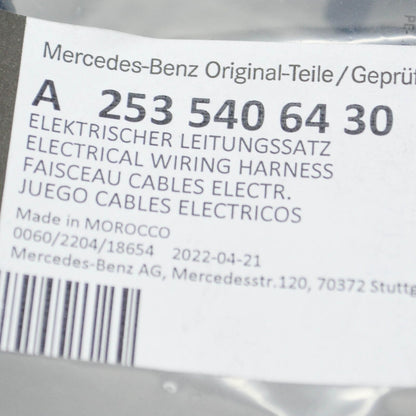 Mercedes-Benz Original-Teile/Geprüf
A 253 540 64 30
ELEKTRISCHER LEITUNGSSATZ
ELECTRICAL WIRING HARNESS
FAISCEAU CABLES ELECTR.
JUEGO CABLES ELECTRICOS
Made in MOROCCO
0060/2204/18654 2022-04-21
Mercedes-Benz AG, Mercedesstr.120, 70372 Stuttg